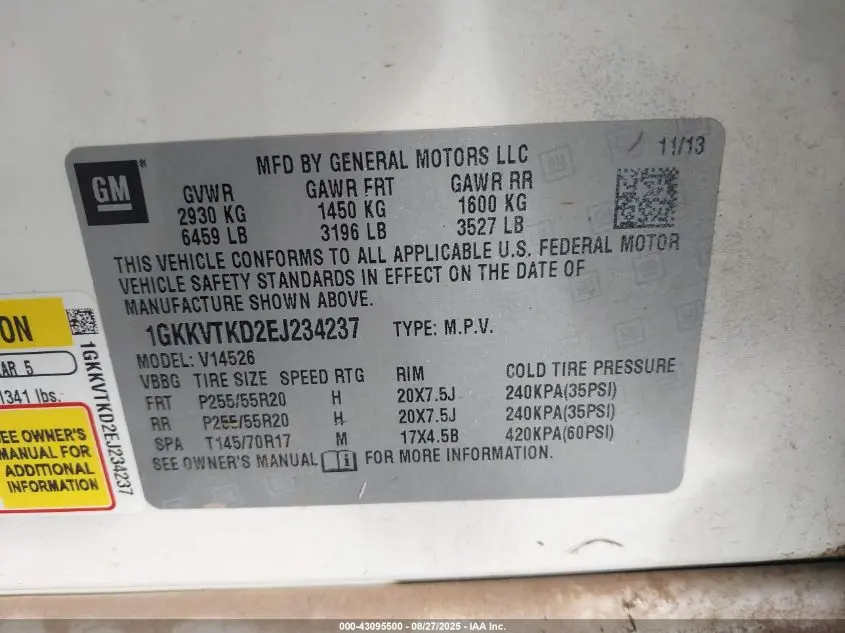 GM
®
MFD BY GENERAL MOTORS LLC
11/13
GVWR GAWR FRT GAWR RR
2930 KG 1450 KG 1600 KG
6459 LB 3196 LB 3527 LB
THIS VEHICLE CONFORMS TO ALL APPLICABLE U.S. FEDERAL MOTOR
VEHICLE SAFETY STANDARDS IN EFFECT ON THE DATE OF
MANUFACTURE SHOWN ABOVE.
1GKKVTKD2EJ234237 TYPE: M.P.V.
MODEL: V14526
VBBG TIRE SIZE SPEED RTG RIM COLD TIRE PRESSURE
FRT P255/55R20 H 20X7.5J 240KPA(35PSI)
RR P255/55R20 H 20X7.5J 240KPA(35PSI)
SPA T145/70R17 M 17X4.5B 420KPA(60PSI)
SEE OWNER'S MANUAL i FOR MORE INFORMATION.
ON
AR 5
1341 lbs.
SEE OWNER'S
MANUAL FOR
ADDITIONAL
INFORMATION
1GKKVTKD2EJ234237
000-43095500 - 08/27/2025 - IAA Inc.